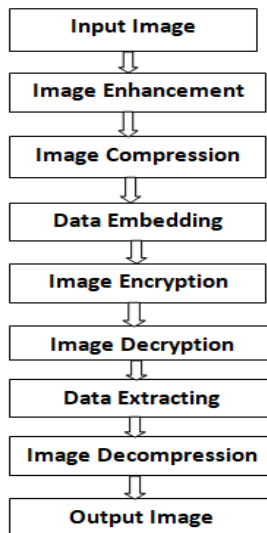 Input Image
Image Enhancement
Image Compression
Data Embedding
Image Encryption
Image Decryption
Data Extracting
Image Decompression
Output Image